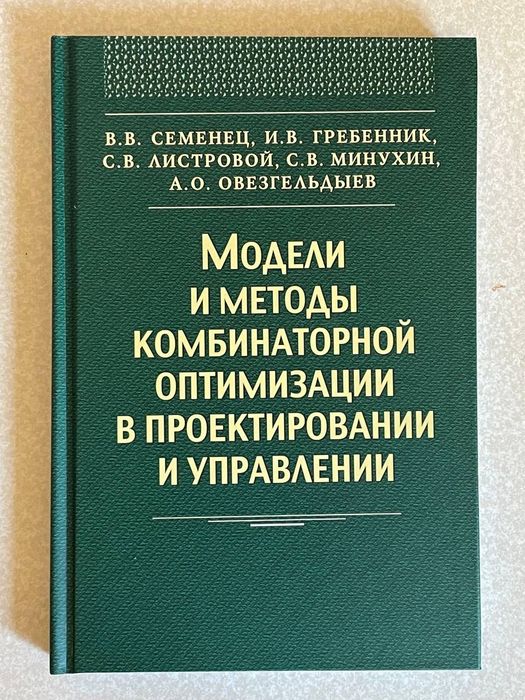 В.В. СЕМЕНЕЦ, И.В. ГРЕБЕННИК,
С.В. ЛИСТРОВОЙ, С.В. МИНУХИН,
А.О. ОВЕЗГЕЛЬДЫЕВ
МОДЕЛИ
И МЕТОДЫ
КОМБИНАТОРНОЙ
ОПТИМИЗАЦИИ
В ПРОЕКТИРОВАНИИ
И УПРАВЛЕНИИ